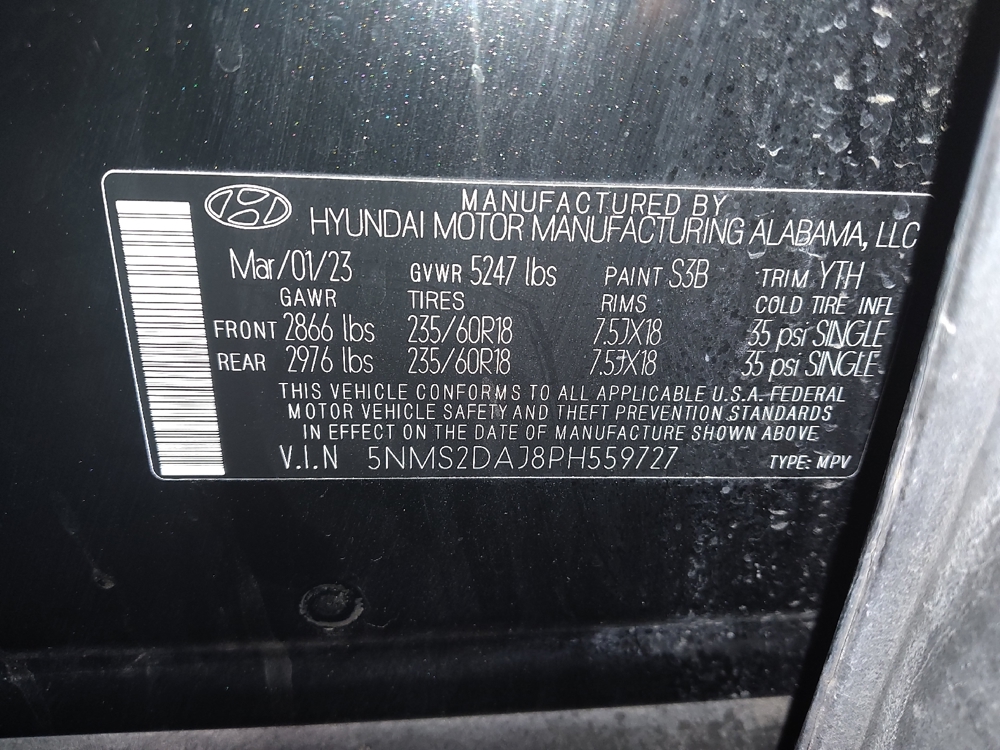 MANUFACTURED BY
HYUNDAI MOTOR MANUFACTURING ALABAMA, LLC
Mar/01/23 GVWR 5247 lbs PAINT S3B TRIM YTH
GAWR TIRES RIMS COLD TIRE INFL
FRONT 2866 lbs 235/60R18 7.5JX18 35 psi SINGLE
REAR 2976 lbs 235/60R18 7.5JX18 35 psi SINGLE
THIS VEHICLE CONFORMS TO ALL APPLICABLE U.S.A. FEDERAL
MOTOR VEHICLE SAFETY AND THEFT PREVENTION STANDARDS
IN EFFECT ON THE DATE OF MANUFACTURE SHOWN ABOVE
V.I.N 5NMS2DAJ8PH559727 TYPE: MPV